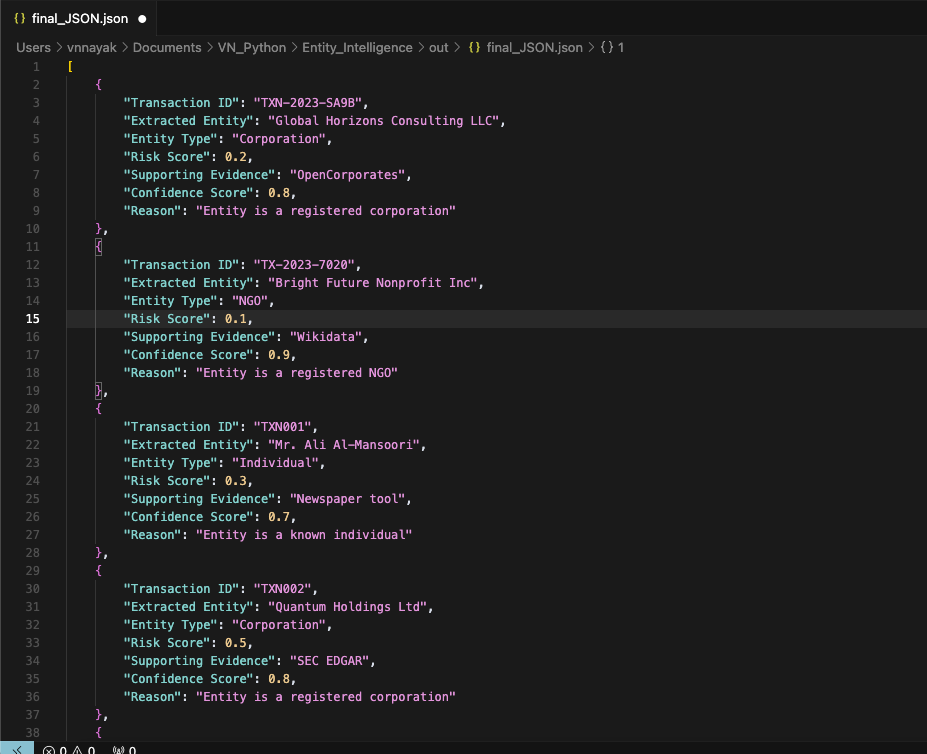 {} final_JSON.json ●
Users > vnnayak > Documents > VN_Python > Entity_Intelligence > out > {} final_JSON.json > {} 1
1 [
2 {
3 "Transaction ID": "TXN-2023-SA9B",
4 "Extracted Entity": "Global Horizons Consulting LLC",
5 "Entity Type": "Corporation",
6 "Risk Score": 0.2,
7 "Supporting Evidence": "OpenCorporates",
8 "Confidence Score": 0.8,
9 "Reason": "Entity is a registered corporation"
10 },
11 {
12 "Transaction ID": "TX-2023-7020",
13 "Extracted Entity": "Bright Future Nonprofit Inc",
14 "Entity Type": "NGO",
15 "Risk Score": 0.1,
16 "Supporting Evidence": "Wikidata",
17 "Confidence Score": 0.9,
18 "Reason": "Entity is a registered NGO"
19 },
20 {
21 "Transaction ID": "TXN001",
22 "Extracted Entity": "Mr. Ali Al-Mansoori",
23 "Entity Type": "Individual",
24 "Risk Score": 0.3,
25 "Supporting Evidence": "Newspaper tool",
26 "Confidence Score": 0.7,
27 "Reason": "Entity is a known individual"
28 },
29 {
30 "Transaction ID": "TXN002",
31 "Extracted Entity": "Quantum Holdings Ltd",
32 "Entity Type": "Corporation",
33 "Risk Score": 0.5,
34 "Supporting Evidence": "SEC EDGAR",
35 "Confidence Score": 0.8,
36 "Reason": "Entity is a registered corporation"
37 },
38 {
0 0 0